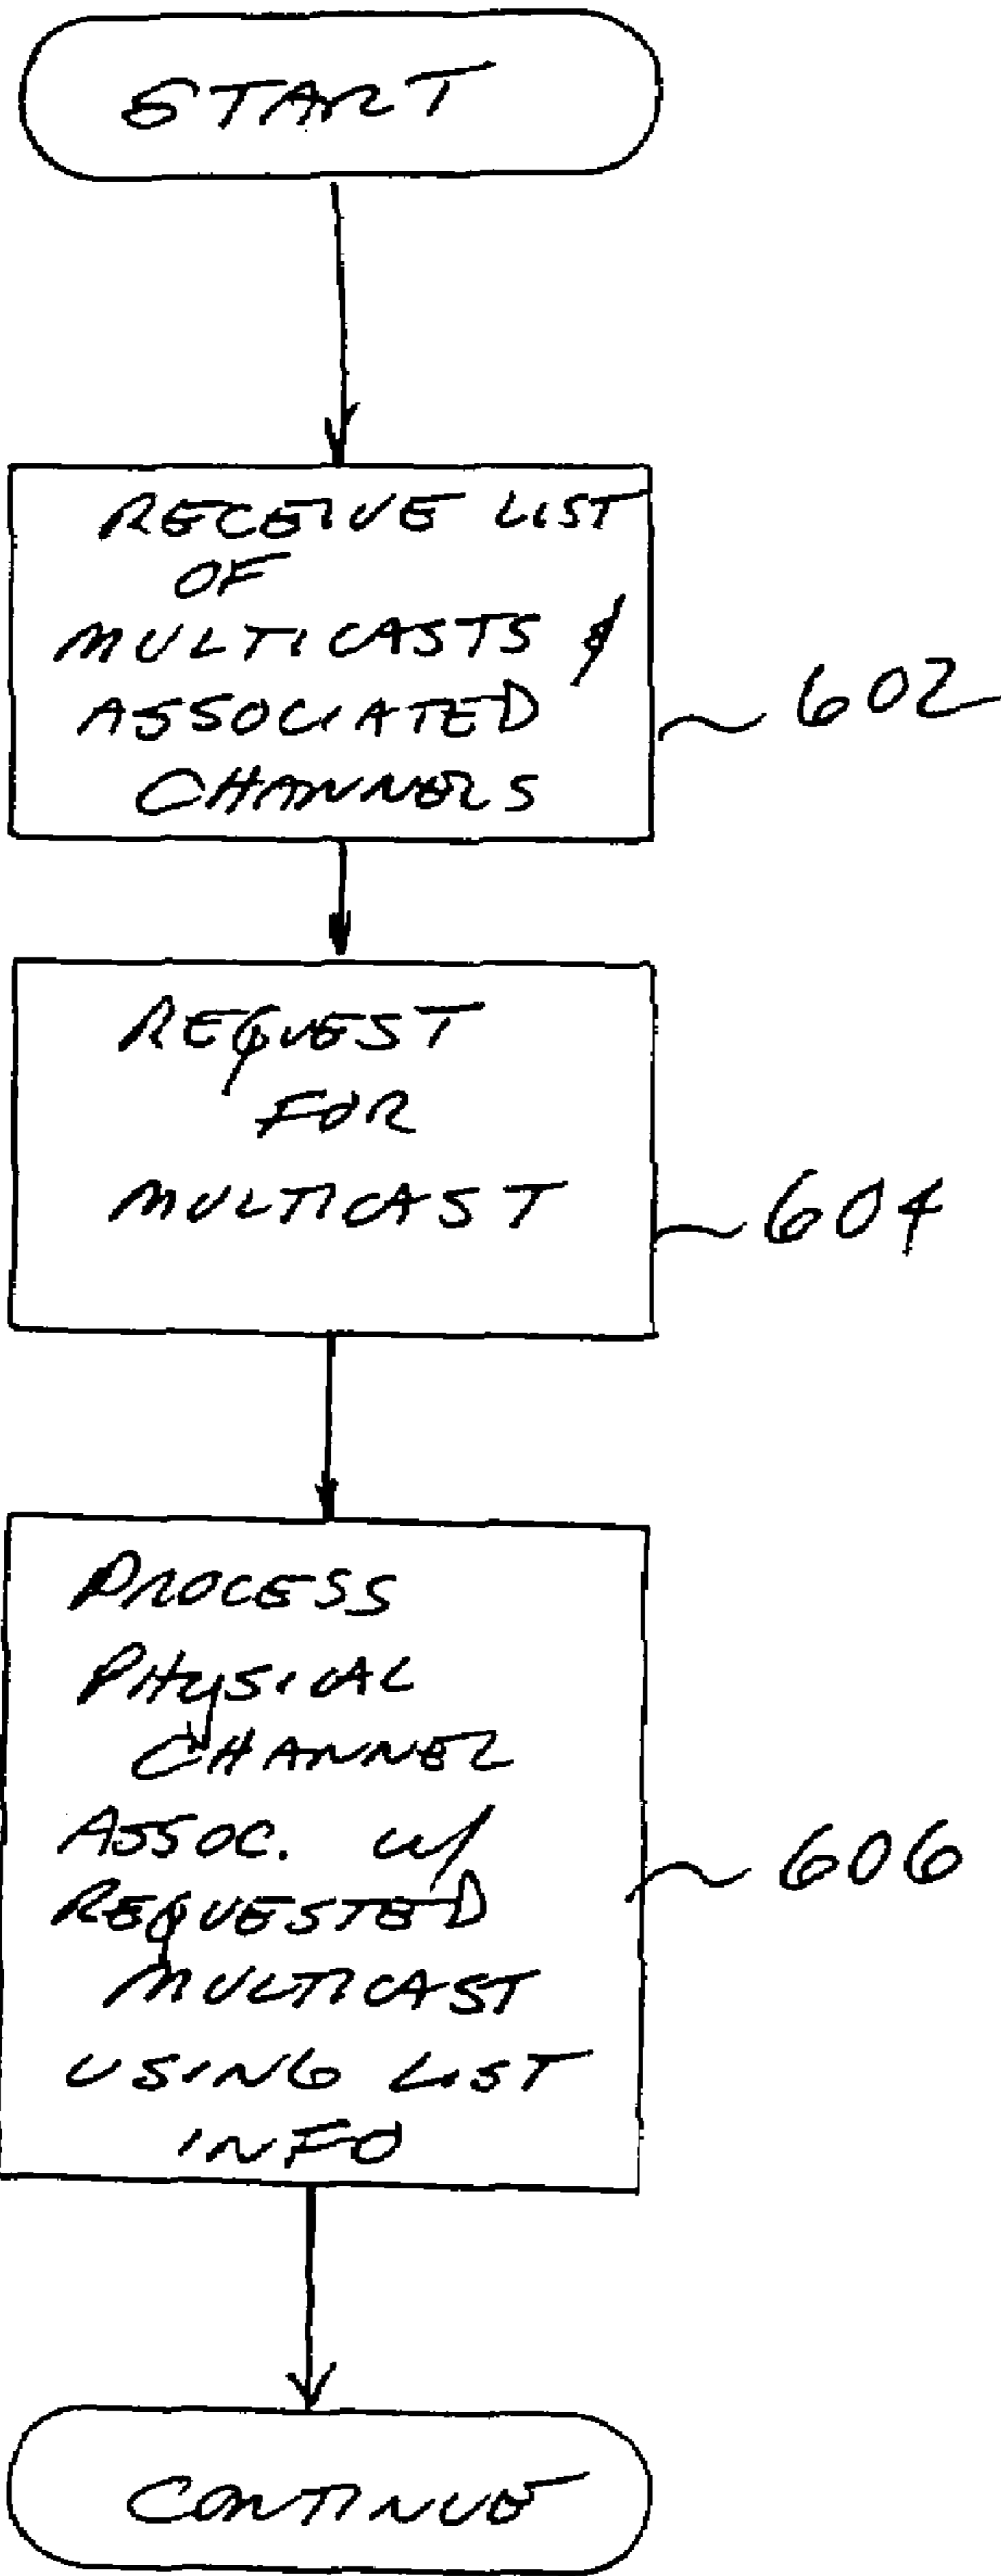 START
RECEIVE LIST
OF
MULTICASTS &
ASSOCIATED
CHANNELS
602
REQUEST
FOR
MULTICAST
604
PROCESS
PHYSICAL
CHANNEL
ASSOC. w/
REQUESTED
MULTICAST
USING LIST
INFO
606
CONTINUE